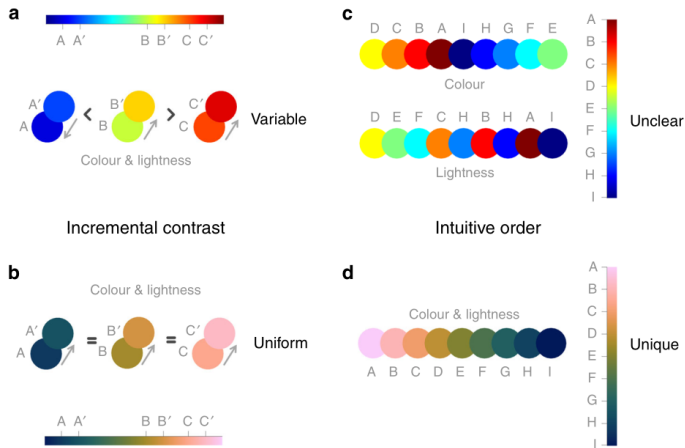 a
A A′ B B′ C C′
A′ < B′ > C′
A B C
Variable
Colour & lightness
Incremental contrast
b
Colour & lightness
A′ = B′ = C′
A B C
Uniform
A A′ B B′ C C′
c
D C B A I H G F E
Colour
D E F C H B H A I
Lightness
A
B
C
D
E
F
G
H
I
Unclear
Intuitive order
d
Colour & lightness
A B C D E F G H I
A
B
C
D
E
F
G
H
I
Unique